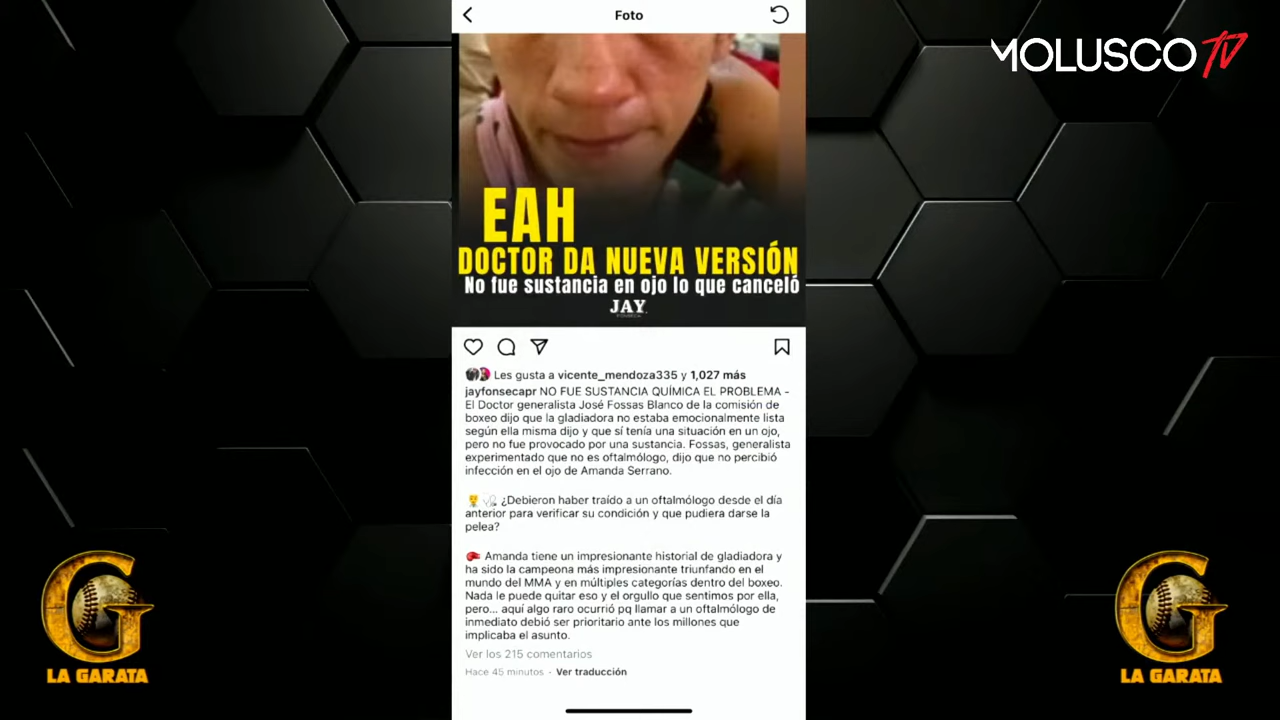 Foto
MOLUSCO TV
EAH
DOCTOR DA NUEVA VERSIÓN
No fue sustancia en ojo lo que canceló
JAY
FONSECA
Les gusta a vicente_mendoza335 y 1,027 más
jayfonsecapr NO FUE SUSTANCIA QUÍMICA EL PROBLEMA -
El Doctor generalista José Fossas Blanco de la comisión de
boxeo dijo que la gladiadora no estaba emocionalmente lista
según ella misma dijo y que sí tenía una situación en un ojo,
pero no fue provocado por una sustancia. Fossas, generalista
experimentado que no es oftalmólogo, dijo que no percibió
infección en el ojo de Amanda Serrano.
¿Debieron haber traído a un oftalmólogo desde el día
anterior para verificar su condición y que pudiera darse la
pelea?
Amanda tiene un impresionante historial de gladiadora y
ha sido la campeona más impresionante triunfando en el
mundo del MMA y en múltiples categorías dentro del boxeo.
Nada le puede quitar eso y el orgullo que sentimos por ella,
pero... aquí algo raro ocurrió pq llamar a un oftalmólogo de
inmediato debió ser prioritario ante los millones que
implicaba el asunto.
Ver los 215 comentarios
Hace 45 minutos · Ver traducción
G
LA GARATA
G
LA GARATA